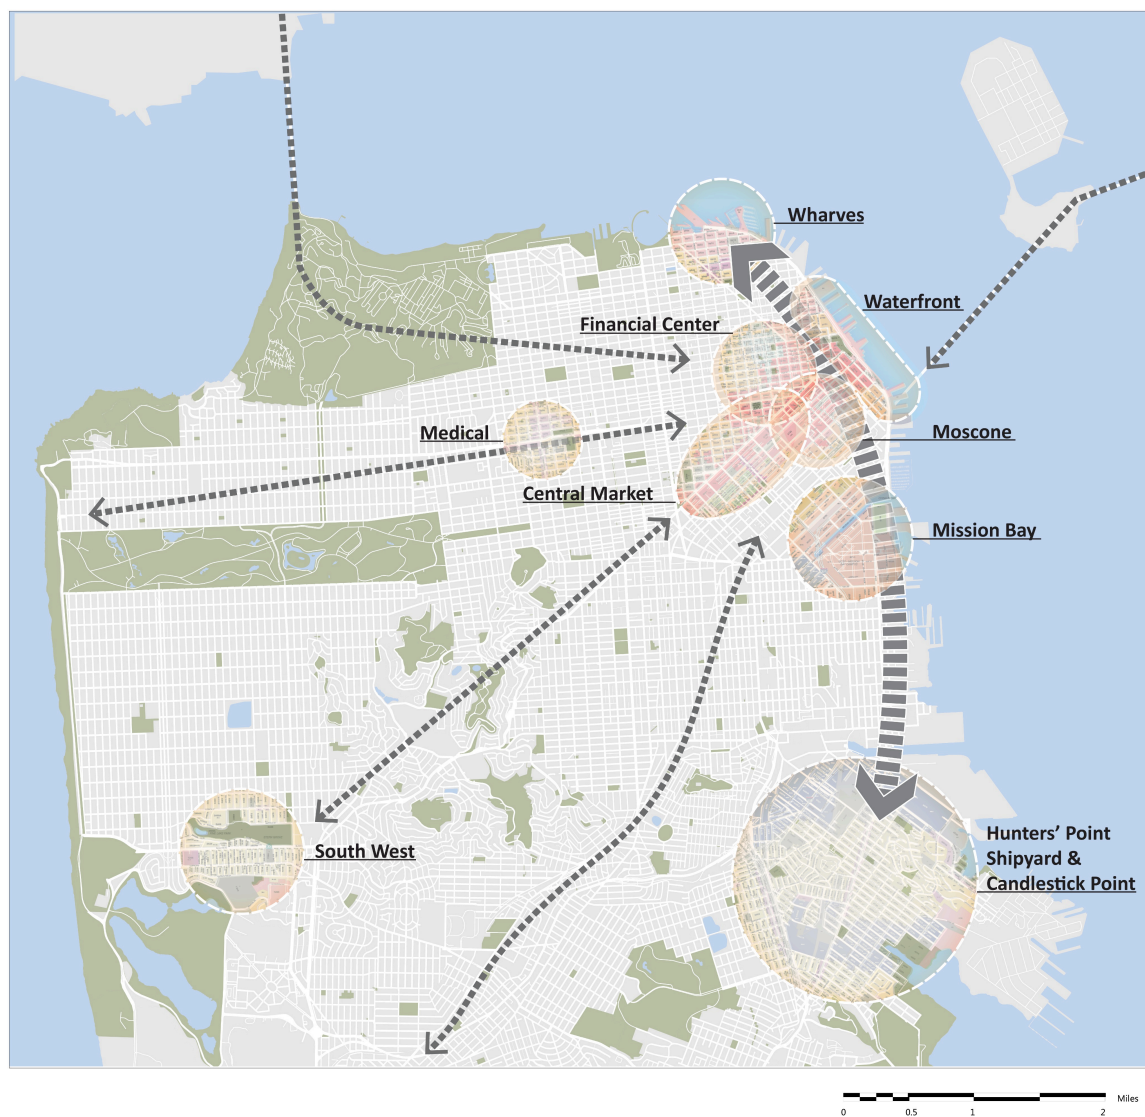 Wharves
Waterfront
Financial Center
Medical
Moscone
Central Market
Mission Bay
South West
Hunters' Point
Shipyard &
Candlestick Point
Miles
0 0.5 1 2